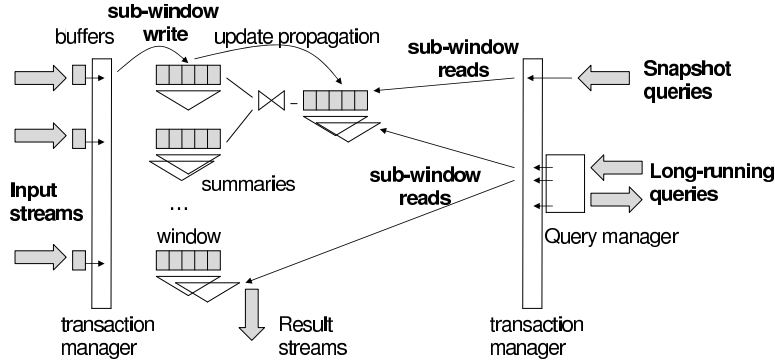 sub-window
write
buffers
update propagation
sub-window
reads
Snapshot
queries
summaries
sub-window
reads
Long-running
queries
Input
streams
...
window
Query manager
transaction
manager
Result
streams
transaction
manager